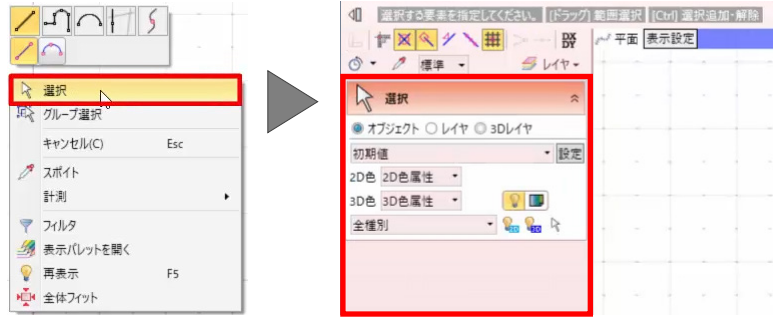 選択
グループ選択
キャンセル(C) Esc
スポイト
計測
フィルタ
表示パレットを開く
再表示 F5
全体フィット
選択する要素を指定してください。 [[ドラッグ] 範囲選択 [[Ctrl] 選択追加・解除
DX
DY
平面 表示設定
標準 レイヤ
選択
オブジェクト レイヤ 3Dレイヤ
初期値 設定
2D色 2D色属性
3D色 3D色属性
全種別 2D 3D